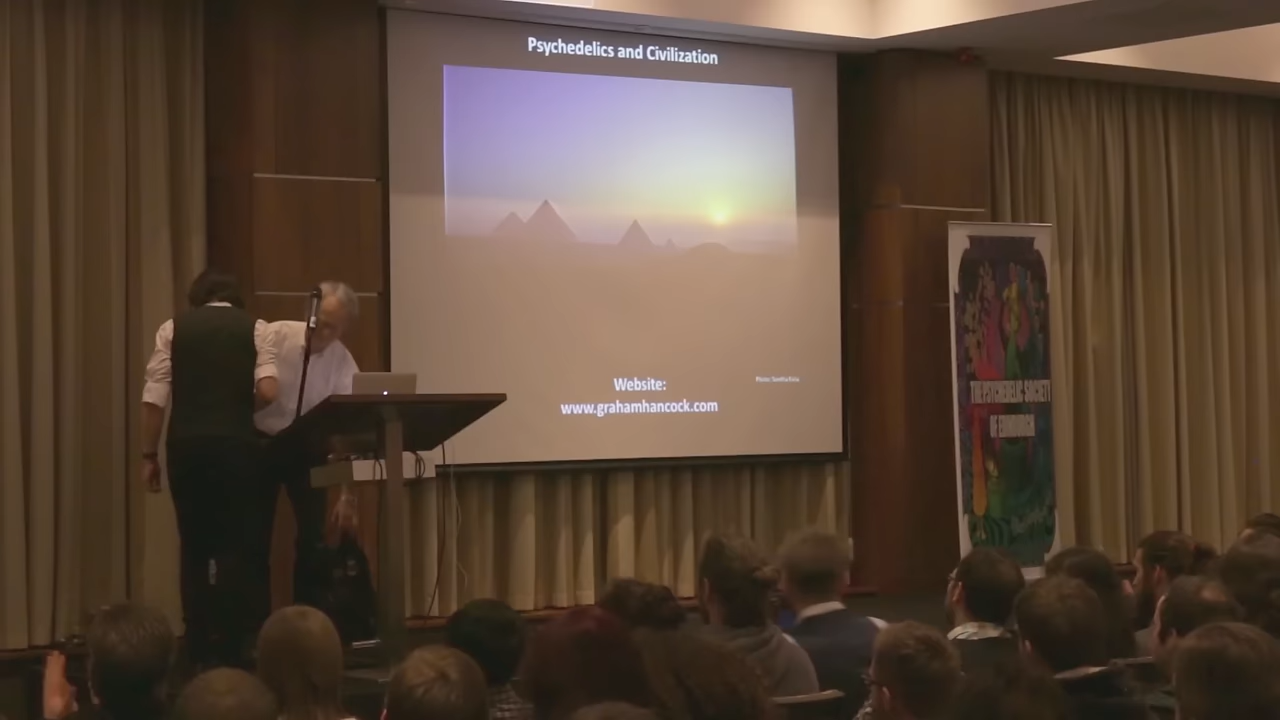 Psychedelics and Civilization
Website:
www.grahamhancock.com
THE PSYCHEDELIC SOCIETY
OF EDINBURGH